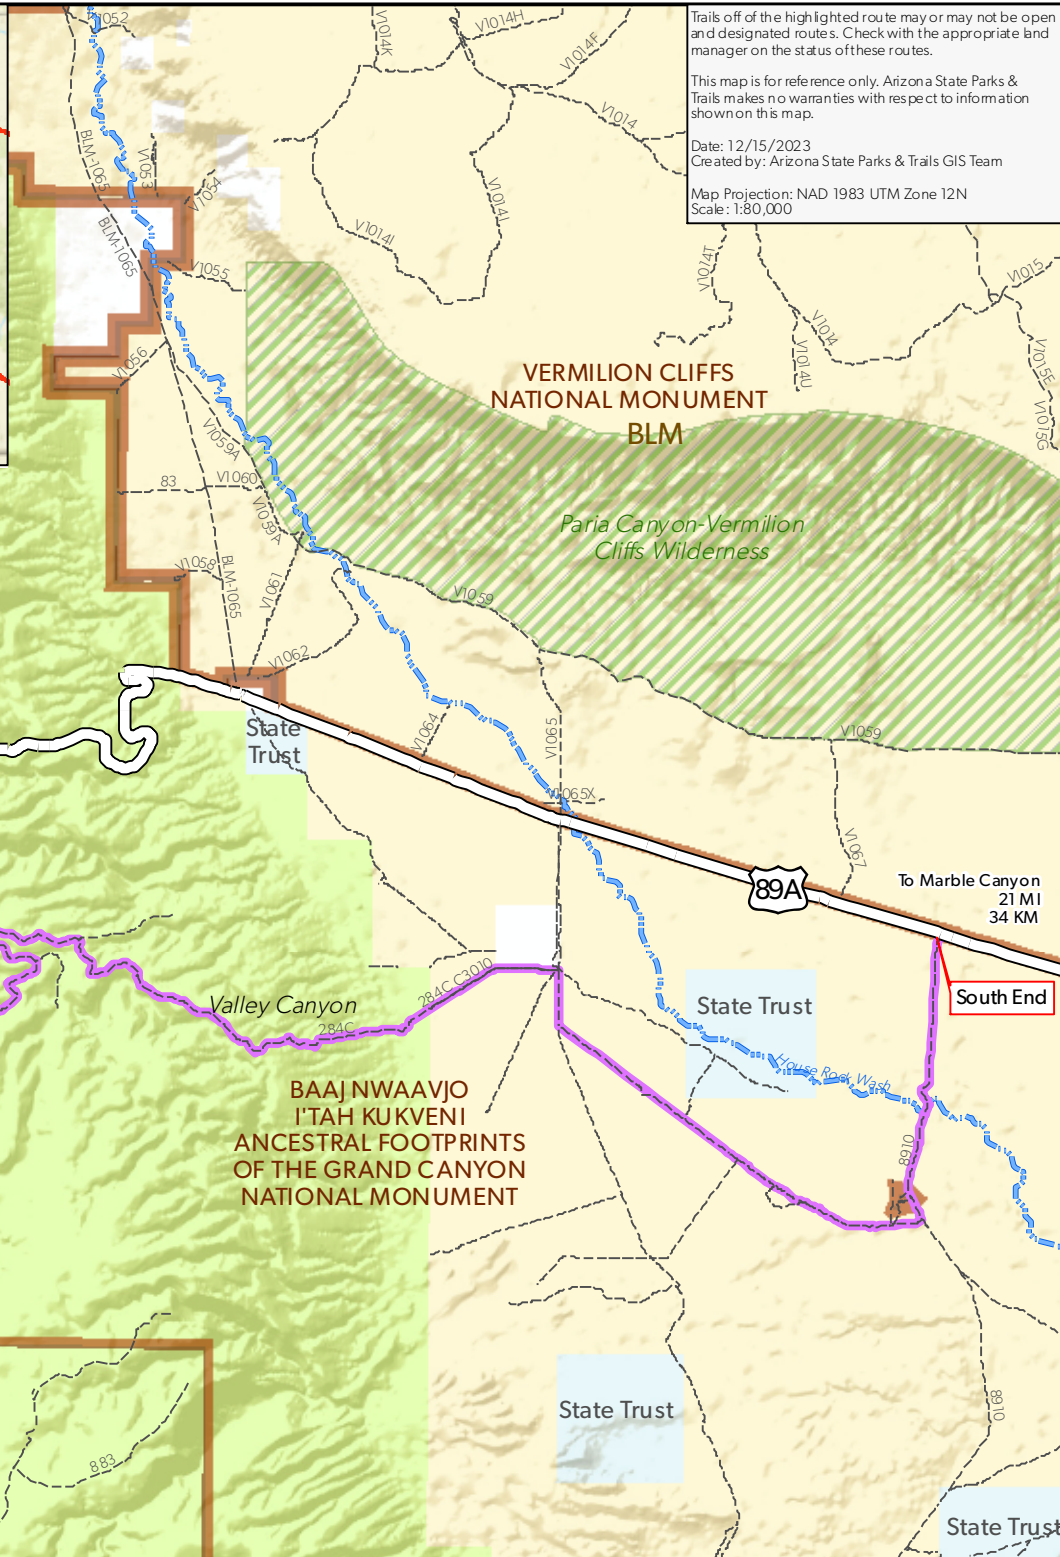 V1052
V1014K
V1014H
V1014F
V1014
Trails off of the highlighted route may or may not be open
and designated routes. Check with the appropriate land
manager on the status of these routes.
This map is for reference only. Arizona State Parks &
Trails makes no warranties with respect to information
shown on this map.
Date: 12/15/2023
Created by: Arizona State Parks & Trails GIS Team
Map Projection: NAD 1983 UTM Zone 12N
Scale: 1:80,000
BLM-1065
V1053
V1054
BLM-1065
V1055
V1014I
V1014J
V1014T
V1015
V1014
V1014U
V1015E
V1015G
V1056
VERMILION CLIFFS
NATIONAL MONUMENT
BLM
V1059A
83
V1060
V1059A
Paria Canyon-Vermilion
Cliffs Wilderness
V1058
BLM-1065
V1061
V1059
V1062
State
Trust
V1064
V1065
V1059
V1065X
V1067
89A
To Marble Canyon
21 MI
34 KM
South End
Valley Canyon
284C
284C C3010
State Trust
House Rock Wash
8910
BAAJ NWAAVJO
I'TAH KUKVENI
ANCESTRAL FOOTPRINTS
OF THE GRAND CANYON
NATIONAL MONUMENT
State Trust
8910
883
State Trust